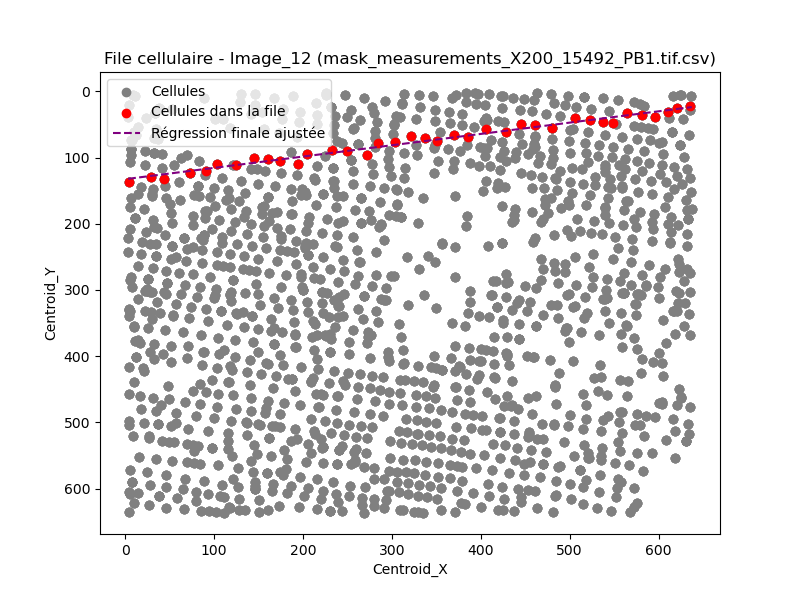 File cellulaire - Image_12 (mask_measurements_X200_15492_PB1.tif.csv)
Cellules
Cellules dans la file
Régression finale ajustée
0
100
200
300
400
500
600
Centroid_Y
0 100 200 300 400 500 600
Centroid_X